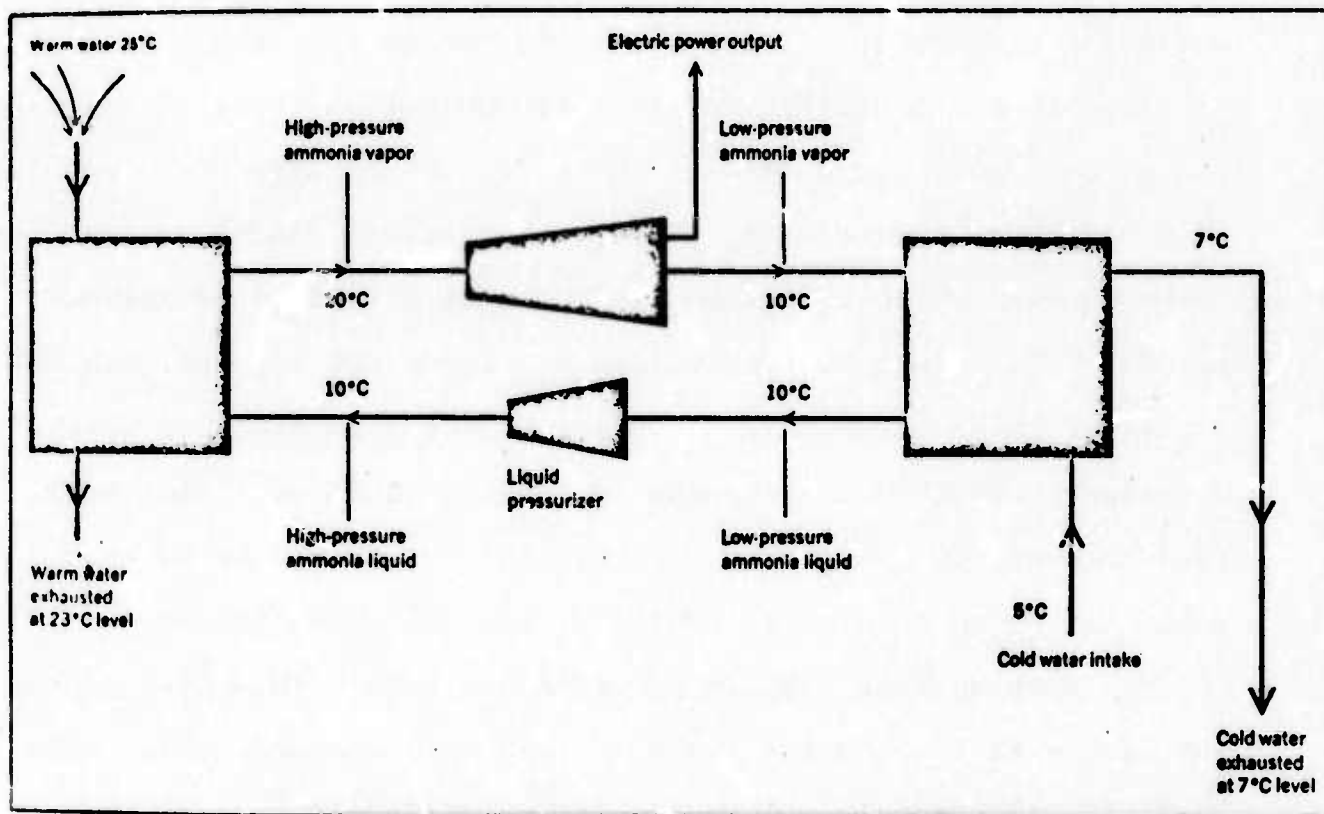 Warm water 25°C
Electric power output
High-pressure
ammonia vapor
Low-pressure
ammonia vapor
7°C
20°C
10°C
10°C
10°C
Liquid
pressurizer
High-pressure
ammonia liquid
Low-pressure
ammonia liquid
Warm water
exhausted
at 23°C level
5°C
Cold water intake
Cold water
exhausted
at 7°C level